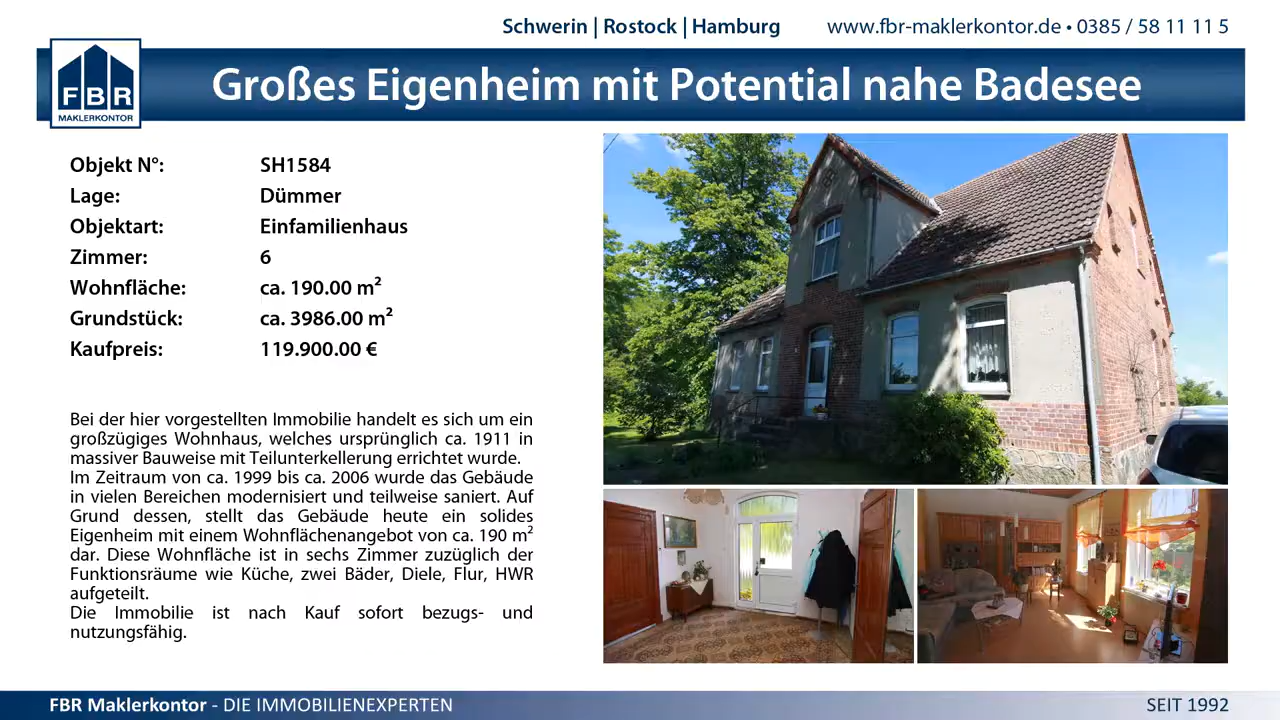 Schwerin | Rostock | Hamburg www.fbr-maklerkontor.de • 0385 / 58 11 11 5
FBR
MAKLERKONTOR
Großes Eigenheim mit Potential nahe Badesee
Objekt N°: SH1584
Lage: Dümmer
Objektart: Einfamilienhaus
Zimmer: 6
Wohnfläche: ca. 190.00 m²
Grundstück: ca. 3986.00 m²
Kaufpreis: 119.900.00 €
Bei der hier vorgestellten Immobilie handelt es sich um ein
großzügiges Wohnhaus, welches ursprünglich ca. 1911 in
massiver Bauweise mit Teilunterkellerung errichtet wurde.
Im Zeitraum von ca. 1999 bis ca. 2006 wurde das Gebäude
in vielen Bereichen modernisiert und teilweise saniert. Auf
Grund dessen, stellt das Gebäude heute ein solides
Eigenheim mit einem Wohnflächenangebot von ca. 190 m²
dar. Diese Wohnfläche ist in sechs Zimmer zuzüglich der
Funktionsräume wie Küche, zwei Bäder, Diele, Flur, HWR
aufgeteilt.
Die Immobilie ist nach Kauf sofort bezugs- und
nutzungsfähig.
FBR Maklerkontor - DIE IMMOBILIENEXPERTEN SEIT 1992